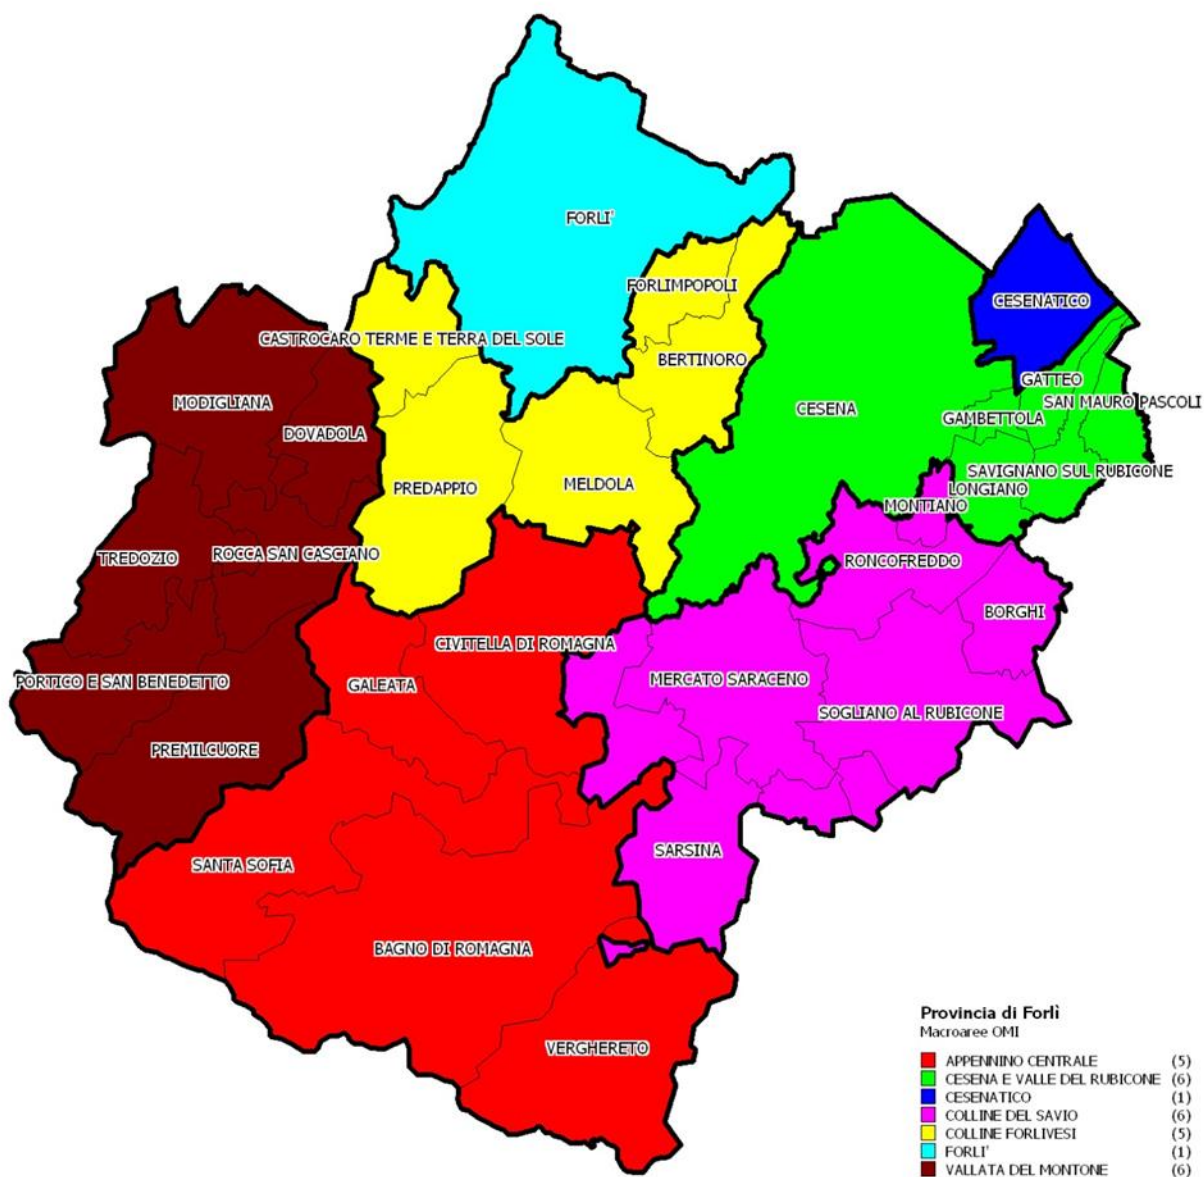 FORLI'
FORLIMPOPOLI
CESENATICO
CASTROCARO TERME E TERRA DEL SOLE
BERTINORO
GATTEO
MODIGLIANA
CESENA
SAN MAURO PASCOLI
GAMBETTOLA
DOVADOLA
PREDAPPIO
MELDOLA
SAVIGNANO SUL RUBICONE
LONGIANO
MONTIANO
TREDOZIO
ROCCA SAN CASCIANO
RONCOFREDDO
BORGHI
CIVITELLA DI ROMAGNA
PORTICO E SAN BENEDETTO
GALEATA
MERCATO SARACENO
SOGLIANO AL RUBICONE
PREMILCUORE
SANTA SOFIA
SARSINA
BAGNO DI ROMAGNA
VERGHERETO
Provincia di Forlì
Macroaree OMI
APPENNINO CENTRALE (5)
CESENA E VALLE DEL RUBICONE (6)
CESENATICO (1)
COLLINE DEL SAVIO (6)
COLLINE FORLIVESI (5)
FORLI' (1)
VALLATA DEL MONTONE (6)